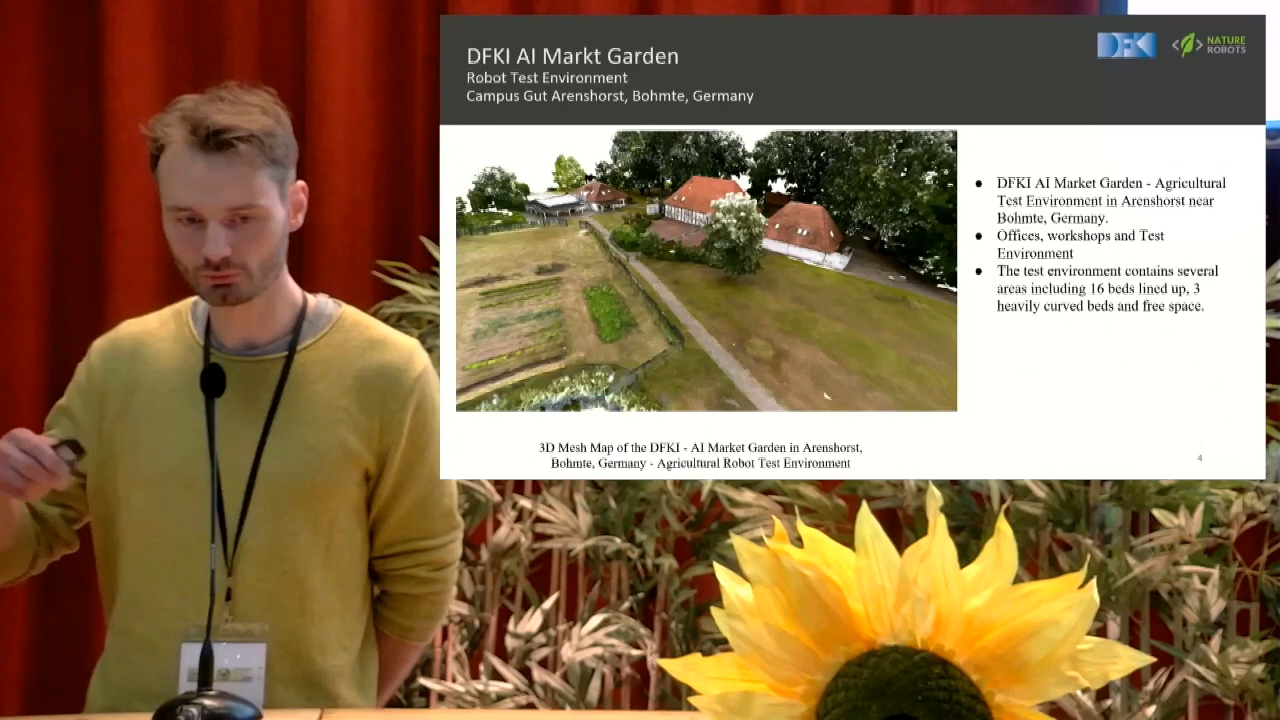 DFKI AI Markt Garden
Robot Test Environment
Campus Gut Arenshorst, Bohmte, Germany
DFKI
NATURE
ROBOTS
● DFKI AI Market Garden - Agricultural
Test Environment in Arenshorst near
Bohmte, Germany.
● Offices, workshops and Test
Environment
● The test environment contains several
areas including 16 beds lined up, 3
heavily curved beds and free space.
3D Mesh Map of the DFKI - AI Market Garden in Arenshorst,
Bohmte, Germany - Agricultural Robot Test Environment
4